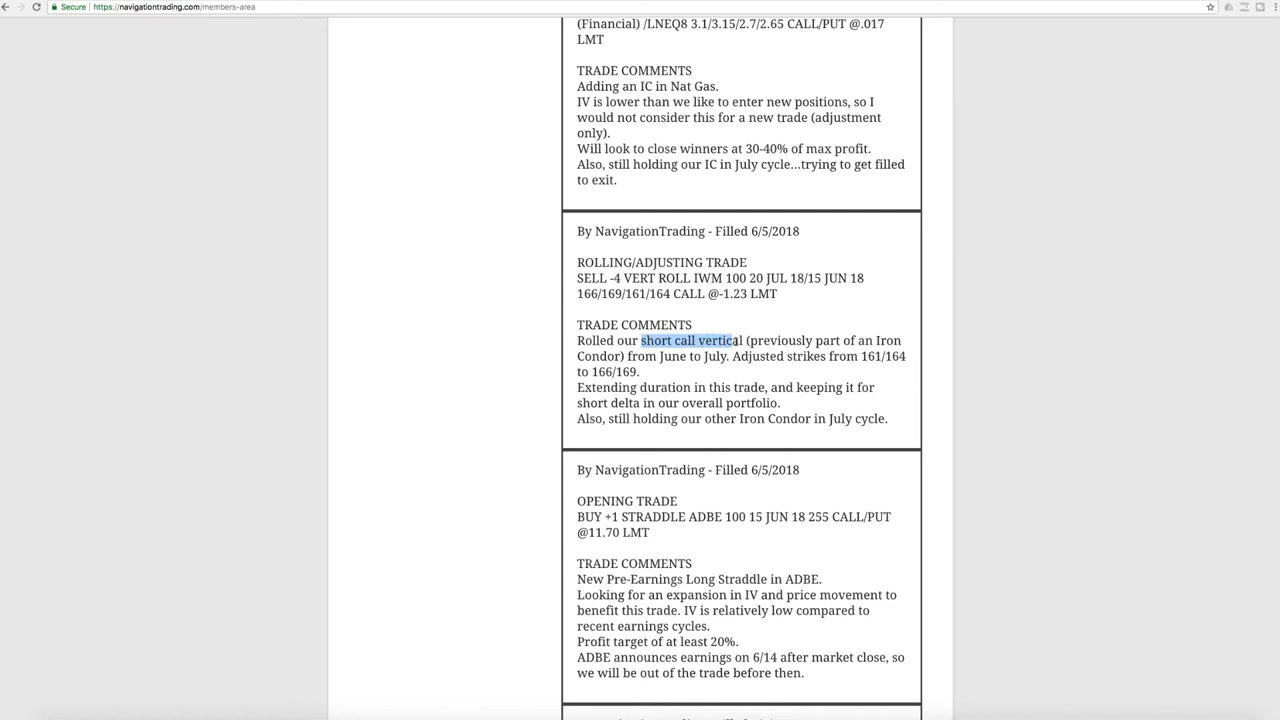 Secure | https://navigationtrading.com/members-area
(Financial) /LNEQ8 3.1/3.15/2.7/2.65 CALL/PUT @.017
LMT
TRADE COMMENTS
Adding an IC in Nat Gas.
IV is lower than we like to enter new positions, so I
would not consider this for a new trade (adjustment
only).
Will look to close winners at 30-40% of max profit.
Also, still holding our IC in July cycle...trying to get filled
to exit.
By NavigationTrading - Filled 6/5/2018
ROLLING/ADJUSTING TRADE
SELL -4 VERT ROLL IWM 100 20 JUL 18/15 JUN 18
166/169/161/164 CALL @-1.23 LMT
TRADE COMMENTS
Rolled our short call vertical (previously part of an Iron
Condor) from June to July. Adjusted strikes from 161/164
to 166/169.
Extending duration in this trade, and keeping it for
short delta in our overall portfolio.
Also, still holding our other Iron Condor in July cycle.
By NavigationTrading - Filled 6/5/2018
OPENING TRADE
BUY +1 STRADDLE ADBE 100 15 JUN 18 255 CALL/PUT
@11.70 LMT
TRADE COMMENTS
New Pre-Earnings Long Straddle in ADBE.
Looking for an expansion in IV and price movement to
benefit this trade. IV is relatively low compared to
recent earnings cycles.
Profit target of at least 20%.
ADBE announces earnings on 6/14 after market close, so
we will be out of the trade before then.